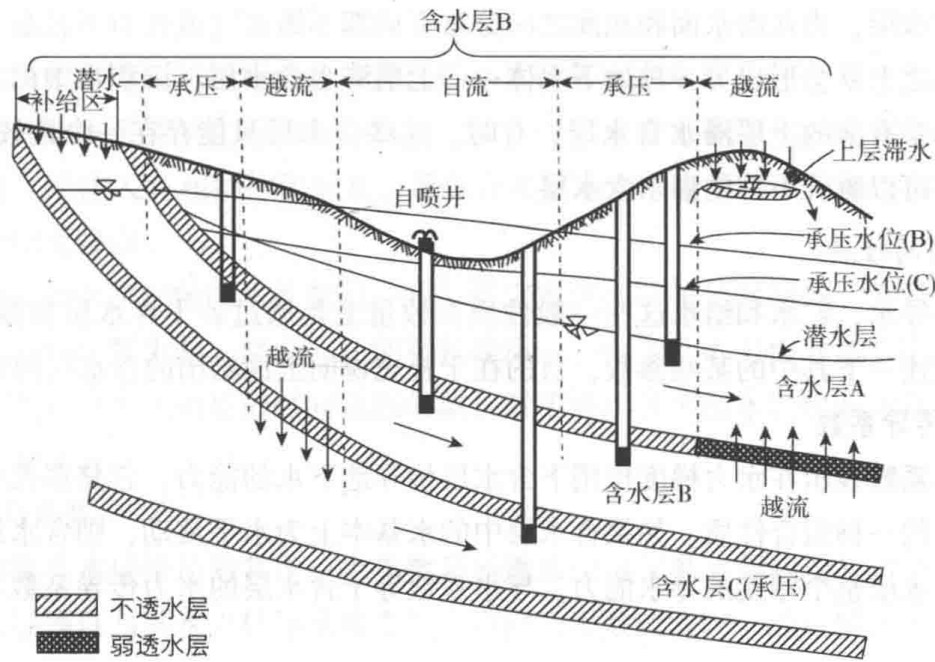 含水层B
潜水
补给区
承压
越流
自流
承压
越流
上层滞水
自喷井
承压水位(B)
承压水位(C)
潜水层
含水层A
越流
含水层B
越流
含水层C(承压)
不透水层
弱透水层